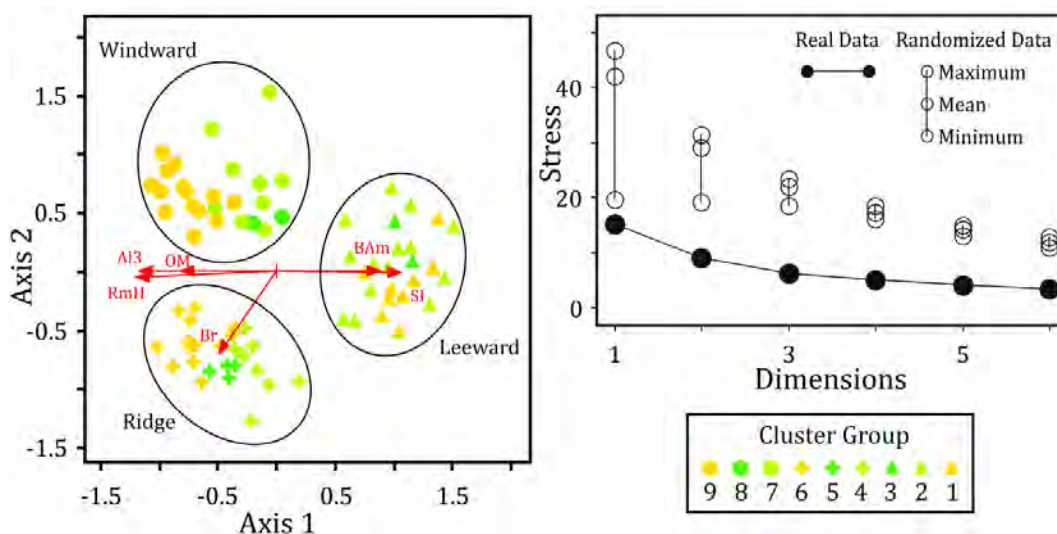 Windward
Leeward
Ridge
Al3
OM
RmH
Br
BAm
Sl
1.5
0.5
-0.5
-1.5
-1.5
-0.5
0.5
1.5
Axis 2
Axis 1
Real Data
Randomized Data
Maximum
Mean
Minimum
Stress
40
20
0
1
3
5
Dimensions
Cluster Group
9 8 7 6 5 4 3 2 1